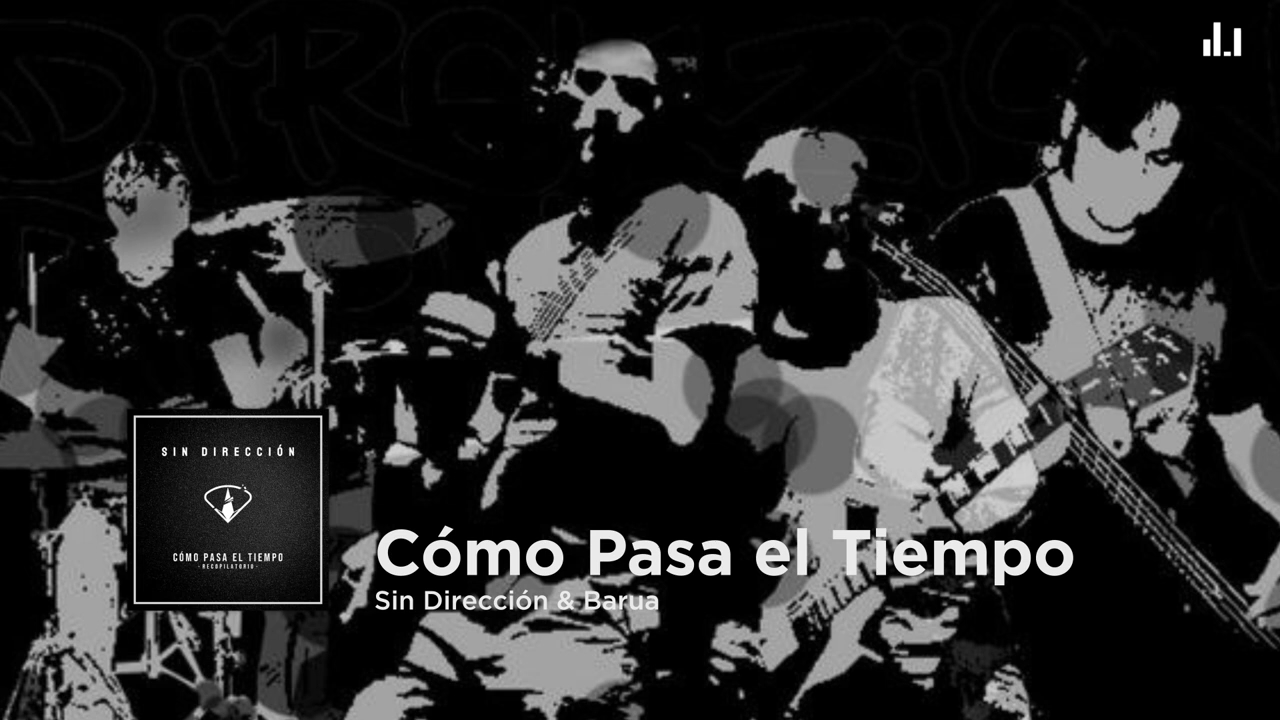 SIN DIRECCIÓN
CÓMO PASA EL TIEMPO
- RECOPILATORIO -
Cómo Pasa el Tiempo
Sin Dirección & Barua